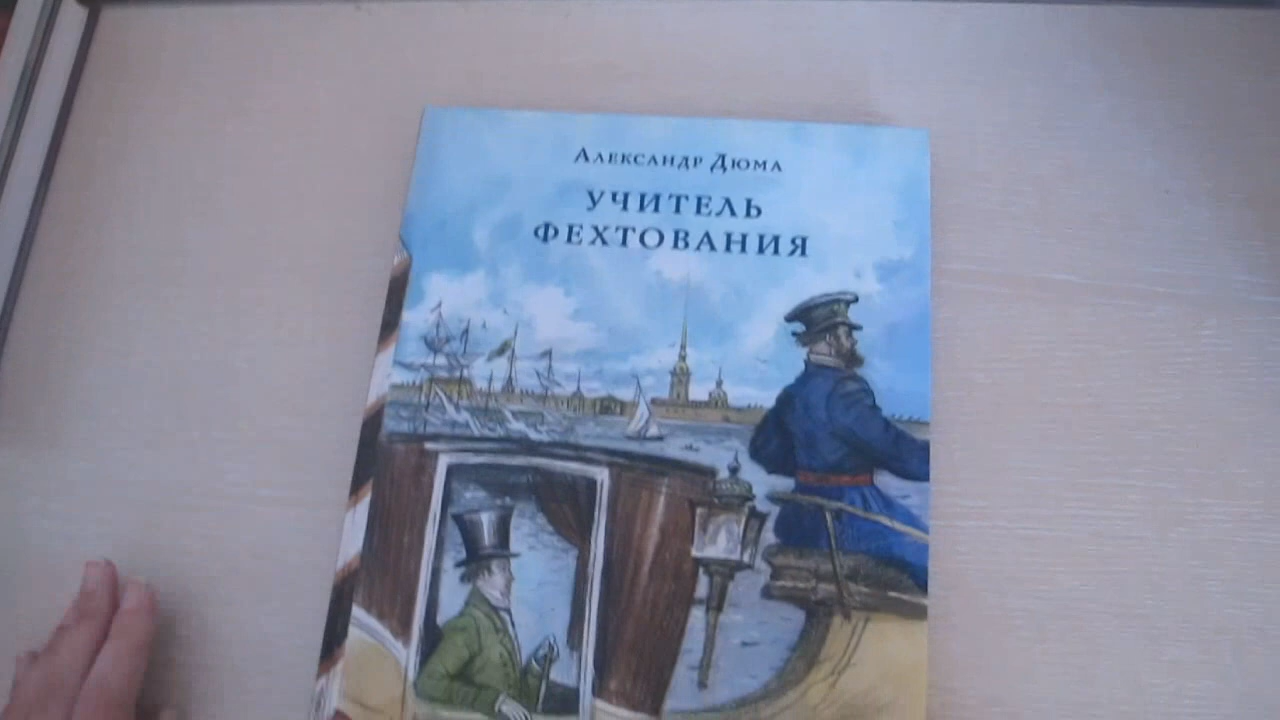 Александр Дюма
УЧИТЕЛЬ
ФЕХТОВАНИЯ